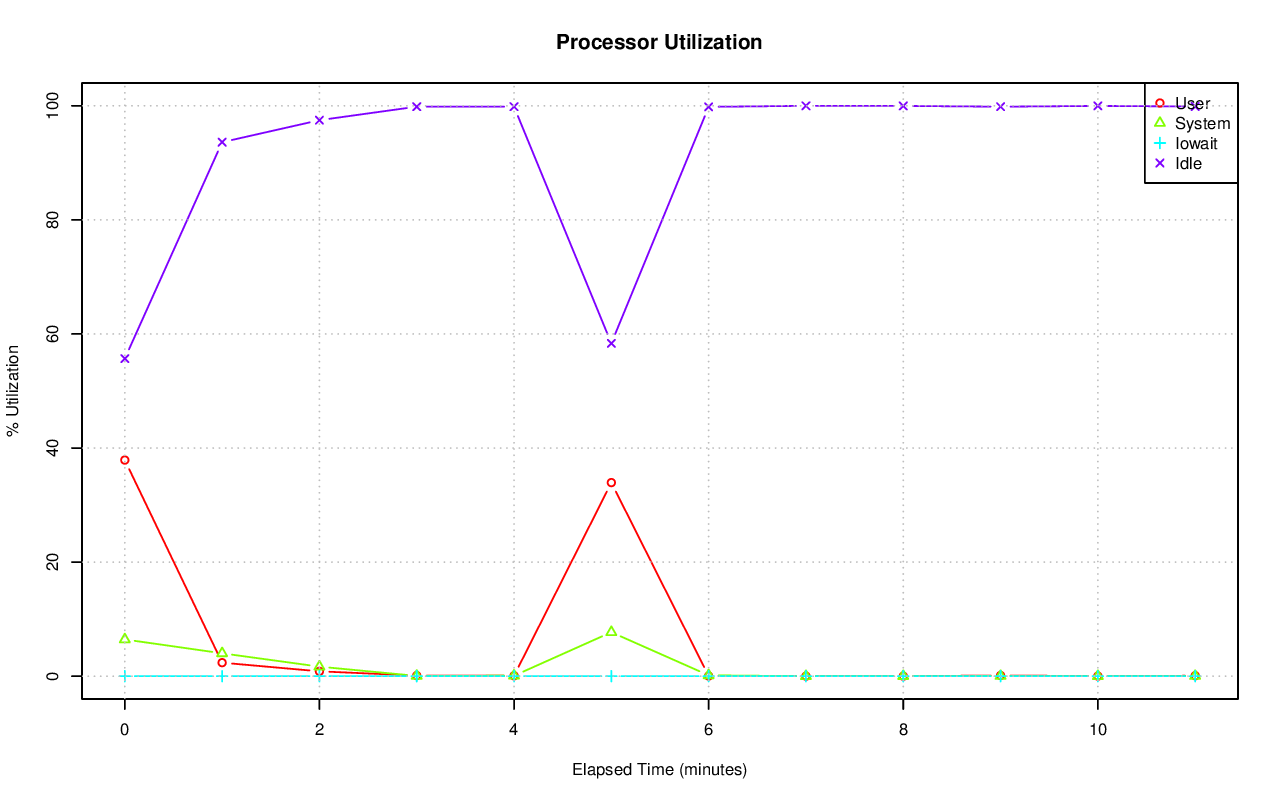 Processor Utilization
100
80
60
40
20
0
% Utilization
User
System
Iowait
Idle
0 2 4 6 8 10
Elapsed Time (minutes)